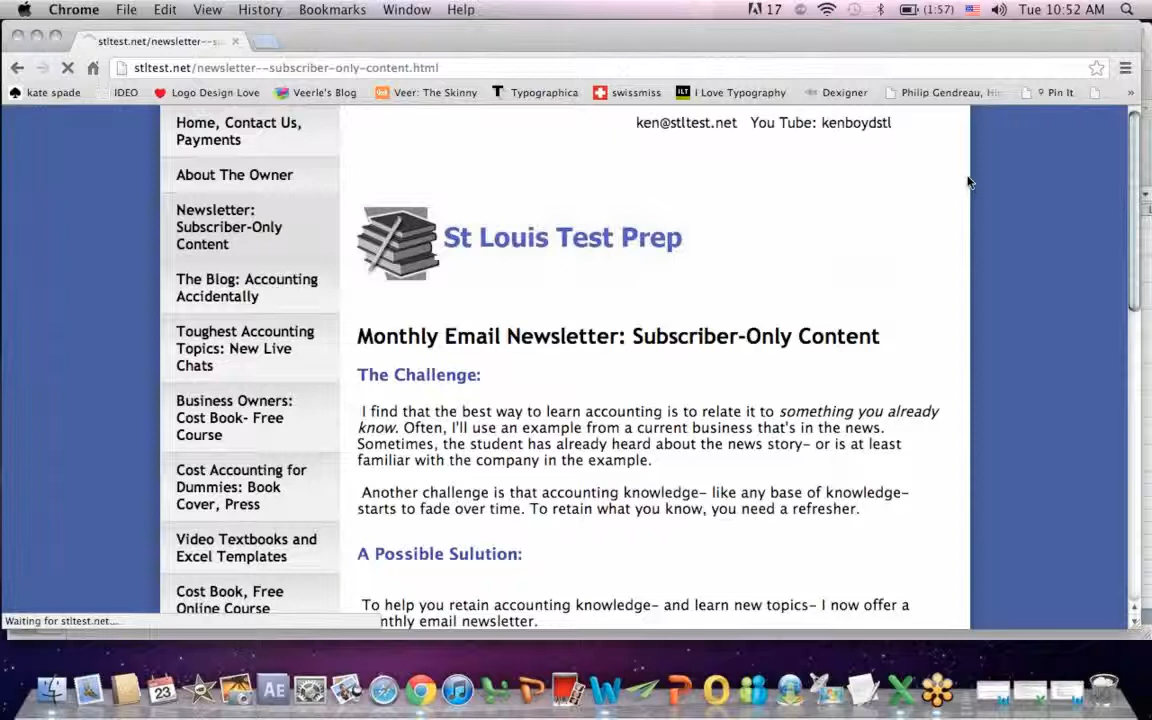 Chrome File Edit View History Bookmarks Window Help 17 (1:57) Tue 10:52 AM
stltest.net/newsletter--s
stltest.net/newsletter--subscriber-only-content.html
kate spade IDEO Logo Design Love Veerle's Blog Veer: The Skinny T Typographica swissmiss ILT I Love Typography Dexigner Philip Gendreau, Pin It »
Home, Contact Us,
Payments
About The Owner
Newsletter:
Subscriber-Only
Content
The Blog: Accounting
Accidentally
Toughest Accounting
Topics: New Live
Chats
Business Owners:
Cost Book- Free
Course
Cost Accounting for
Dummies: Book
Cover, Press
Video Textbooks and
Excel Templates
Cost Book, Free
Online Course
ken@stltest.net You Tube: kenboydstl
St Louis Test Prep
Monthly Email Newsletter: Subscriber-Only Content
The Challenge:
I find that the best way to learn accounting is to relate it to something you already
know. Often, I'll use an example from a current business that's in the news.
Sometimes, the student has already heard about the news story- or is at least
familiar with the company in the example.
Another challenge is that accounting knowledge- like any base of knowledge-
starts to fade over time. To retain what you know, you need a refresher.
A Possible Sulution:
To help you retain accounting knowledge- and learn new topics- I now offer a
nthly email newsletter.
Waiting for stltest.net...
23 AE